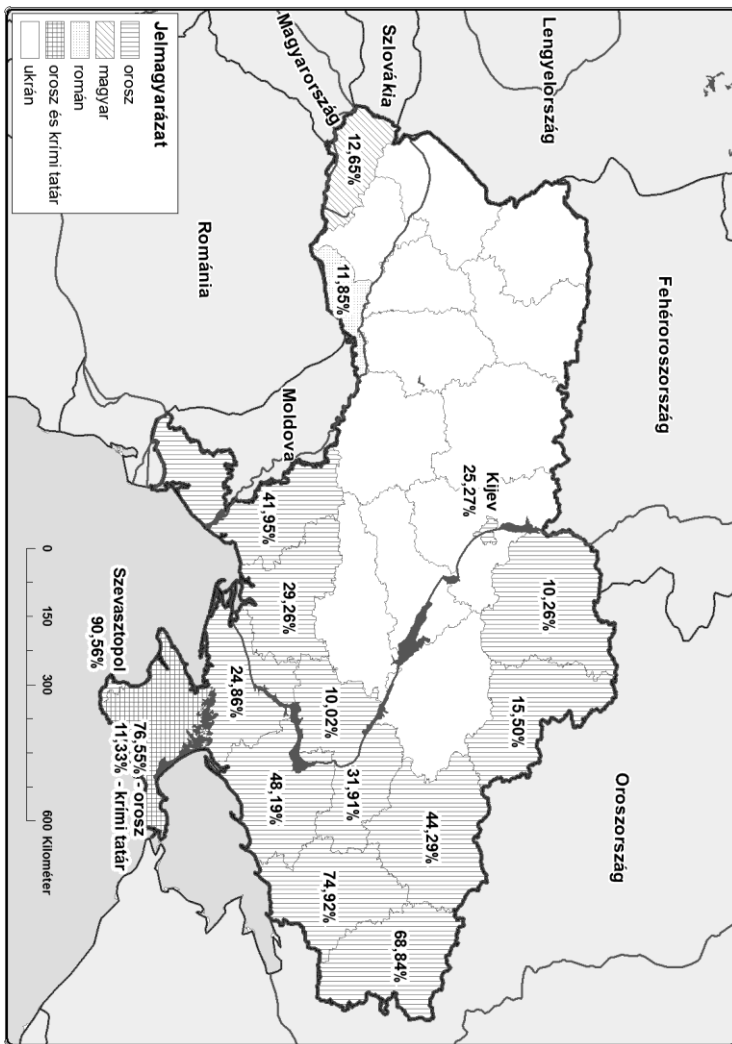 Lengyelország
Fehéroroszország
Oroszország
Szlovákia
Magyarország
Románia
Moldova
12,65%
11,85%
Kijev
25,27%
10,26%
15,50%
41,95%
29,26%
24,86%
10,02%
31,91%
48,19%
44,29%
74,92%
68,84%
Szevasztopol
90,56%
76,55% - orosz
11,33% - krími tatár
Jelmagyarázat
orosz
magyar
román
orosz és krími tatár
ukrán
0 150 300 600 Kilométer